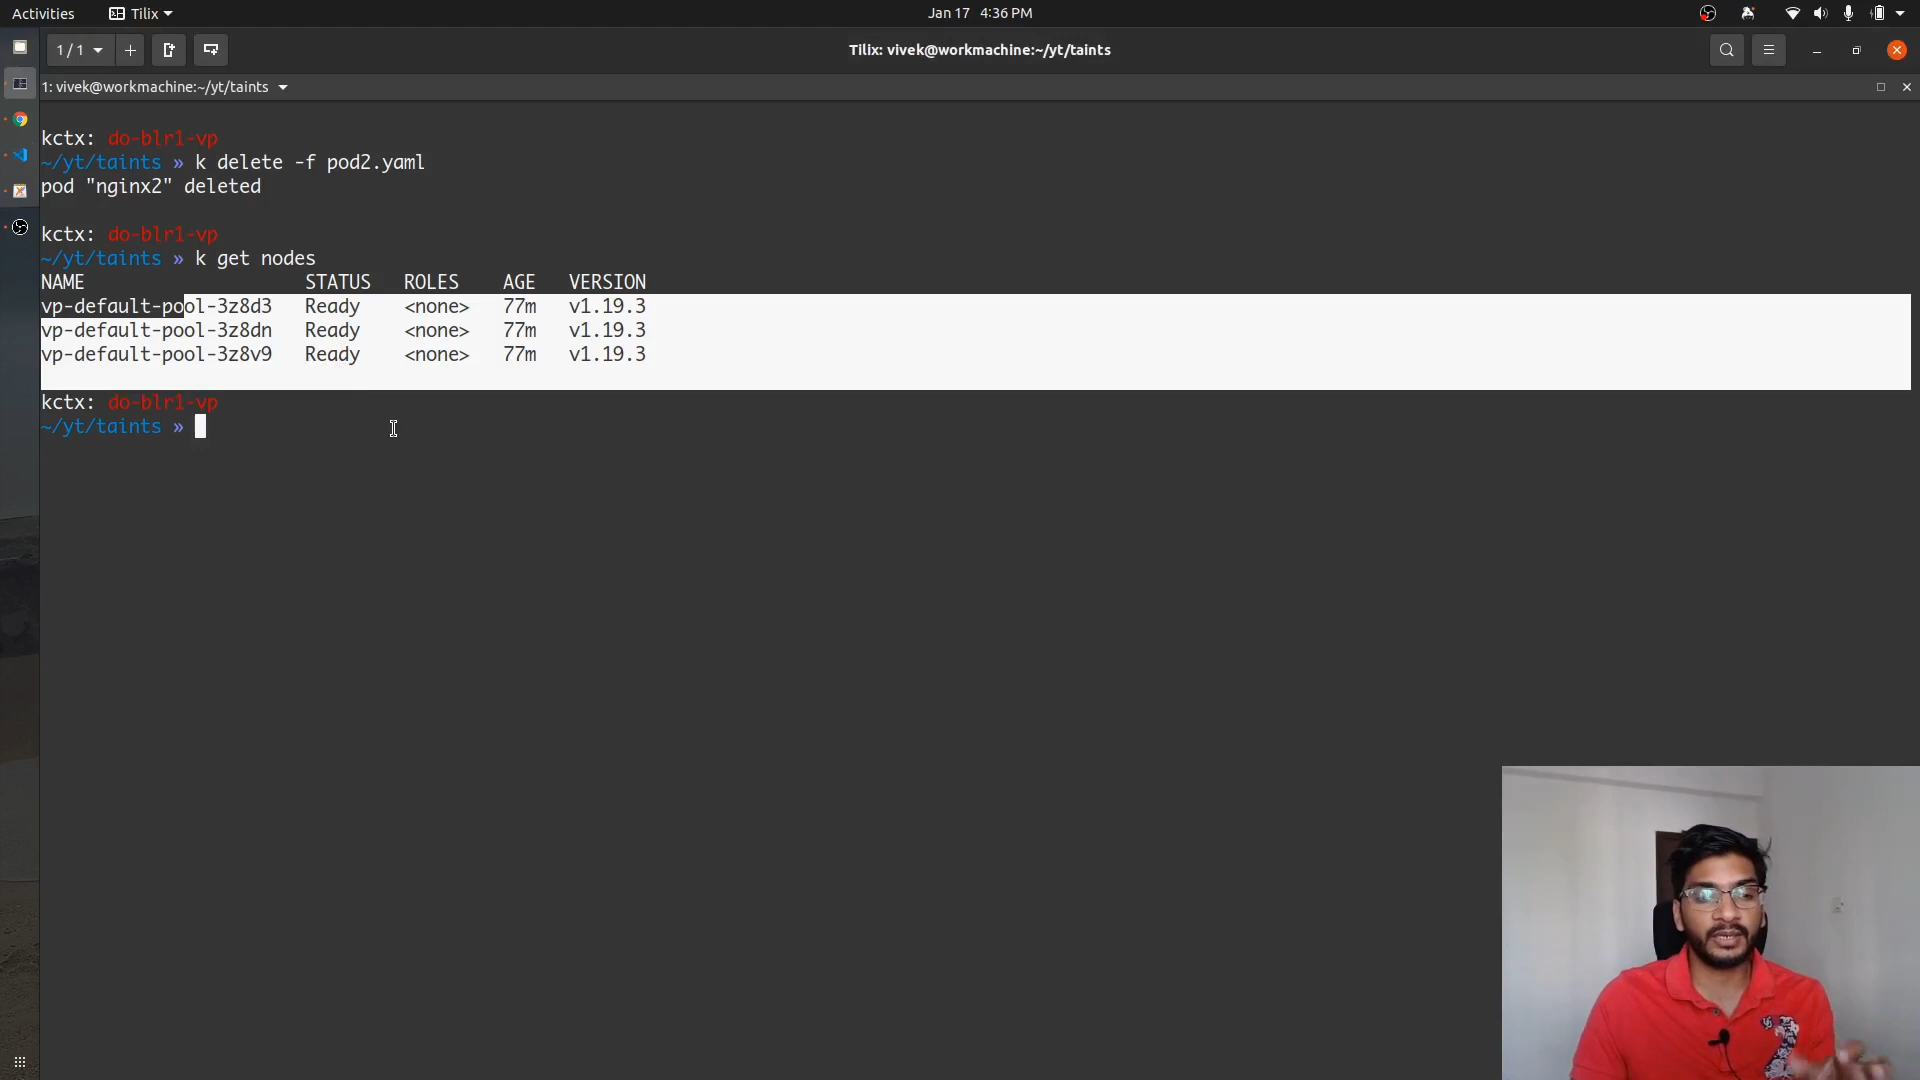 Activities Tilix Jan 17 4:36 PM
1 / 1 Tilix: vivek@workmachine:~/yt/taints
1: vivek@workmachine:~/yt/taints
kctx: do-blr1-vp
~/yt/taints » k delete -f pod2.yaml
pod "nginx2" deleted
kctx: do-blr1-vp
~/yt/taints » k get nodes
NAME STATUS ROLES AGE VERSION
vp-default-pool-3z8d3 Ready <none> 77m v1.19.3
vp-default-pool-3z8dn Ready <none> 77m v1.19.3
vp-default-pool-3z8v9 Ready <none> 77m v1.19.3
kctx: do-blr1-vp
~/yt/taints »